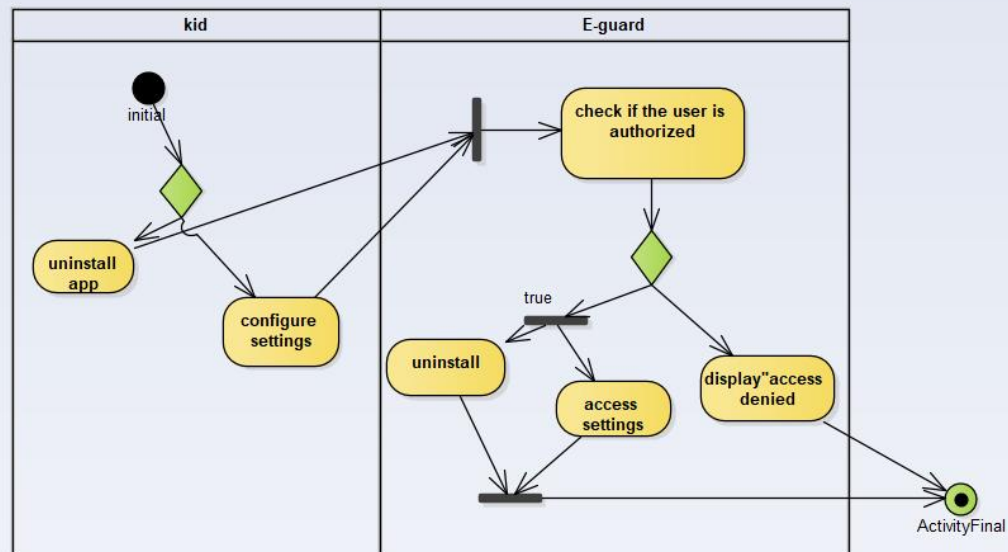 kid
E-guard
initial
check if the user is
authorized
uninstall
app
configure
settings
true
uninstall
access
settings
display"access
denied
ActivityFinal